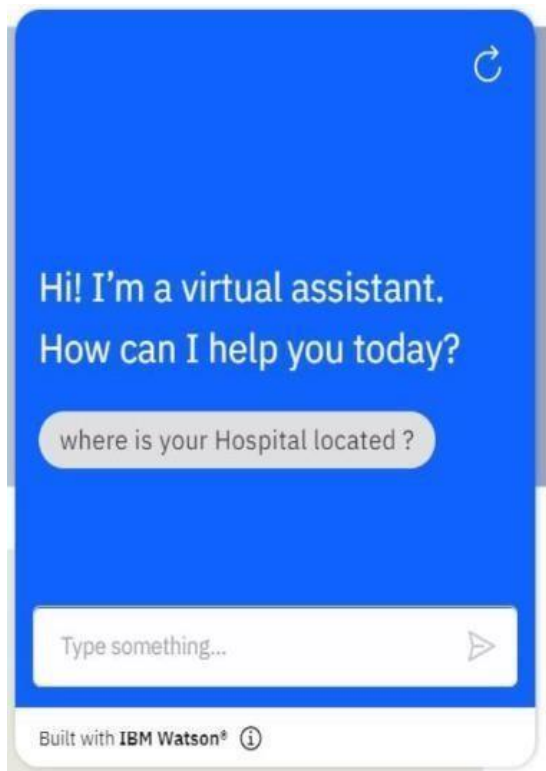 Hi! I’m a virtual assistant.
How can I help you today?
where is your Hospital located ?
Type something...
Built with IBM Watson®